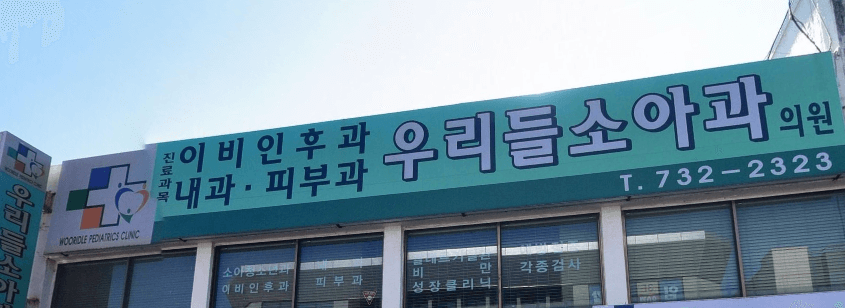 진료과목
이비인후과
내과·피부과
우리들소아과의원
T. 732-2323
WOORIDLE PEDIATRICS CLINIC
우리들소아과
소아청소년과
이비인후과
피부과
비만
성장클리닉
각종검사